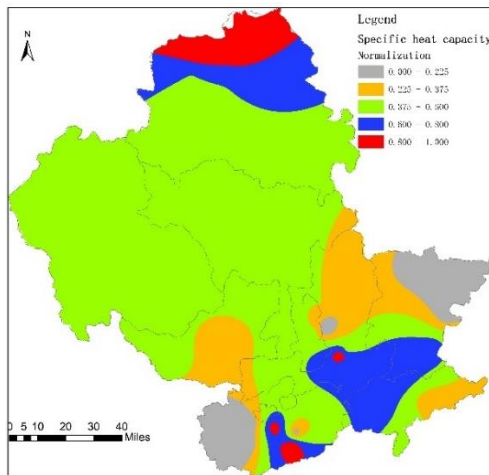 N
Legend
Specific heat capacity
Normalization
0.000 - 0.225
0.225 - 0.375
0.375 - 0.600
0.600 - 0.800
0.800 - 1.000
0 5 10 20 30 40
Miles